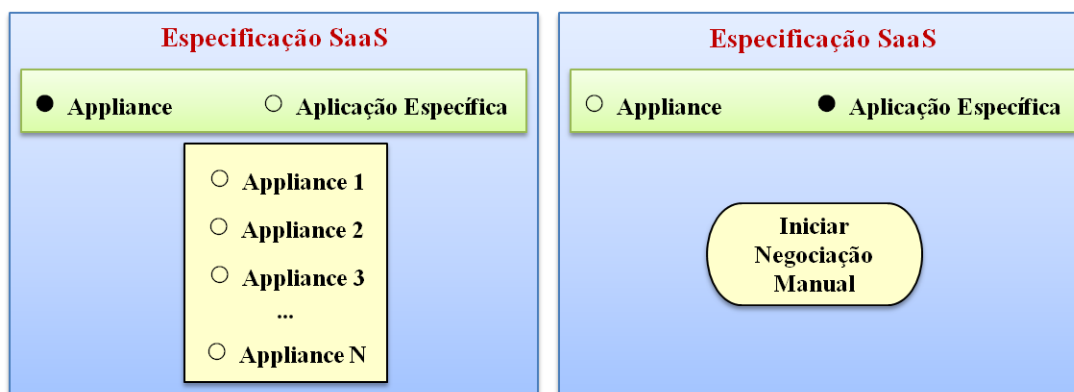 Especificação SaaS
Appliance Aplicação Específica
Appliance 1
Appliance 2
Appliance 3
...
Appliance N
Especificação SaaS
Appliance Aplicação Específica
Iniciar
Negociação
Manual